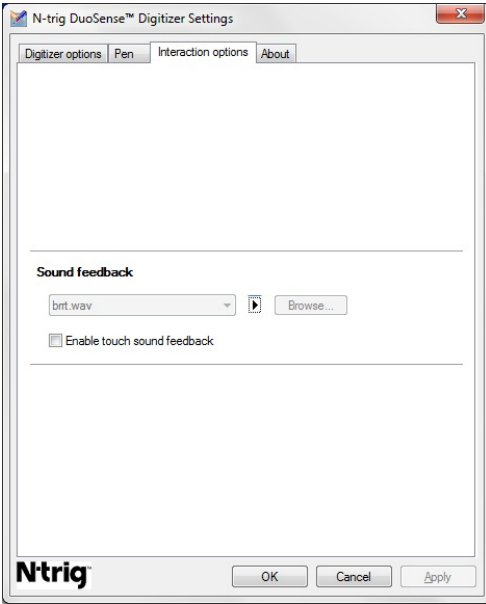 N-trig DuoSense™ Digitizer Settings
Digitizer options Pen Interaction options About
Sound feedback
brrt.wav Browse...
Enable touch sound feedback
N-trig™
OK Cancel Apply